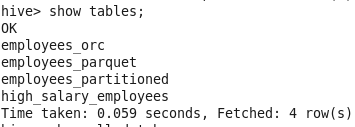 hive> show tables;
OK
employees_orc
employees_parquet
employees_partitioned
high_salary_employees
Time taken: 0.059 seconds, Fetched: 4 row(s)